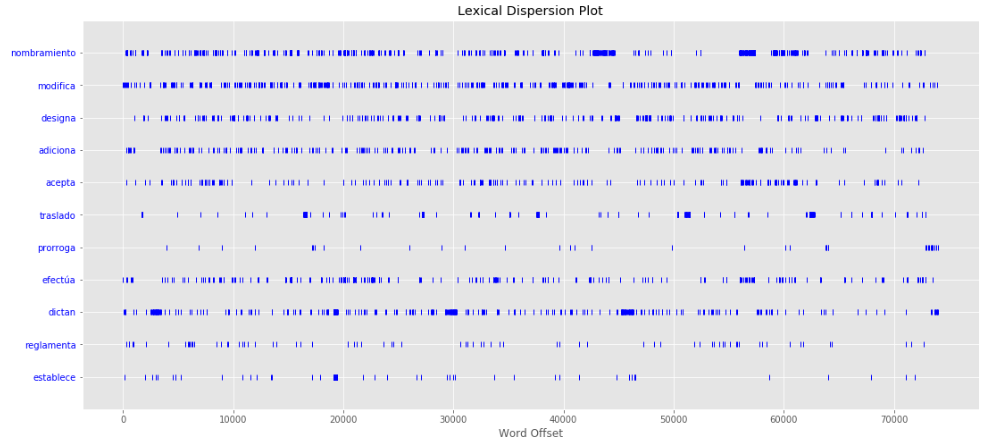 Lexical Dispersion Plot
nombramiento
modifica
designa
adiciona
acepta
traslado
prorroga
efectúa
dictan
reglamenta
establece
0 10000 20000 30000 40000 50000 60000 70000
Word Offset